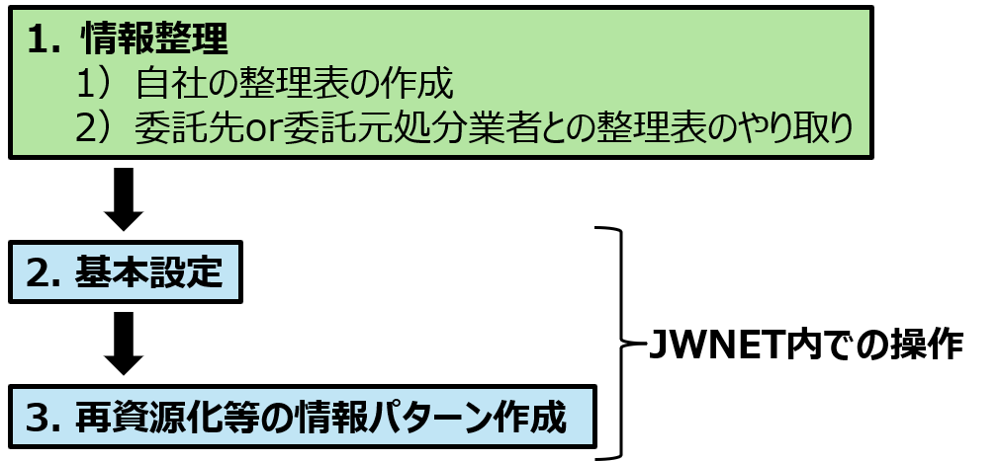 1. 情報整理
1）自社の整理表の作成
2）委託先or委託元処分業者との整理表のやり取り
2. 基本設定
JWNET内での操作
3. 再資源化等の情報パターン作成